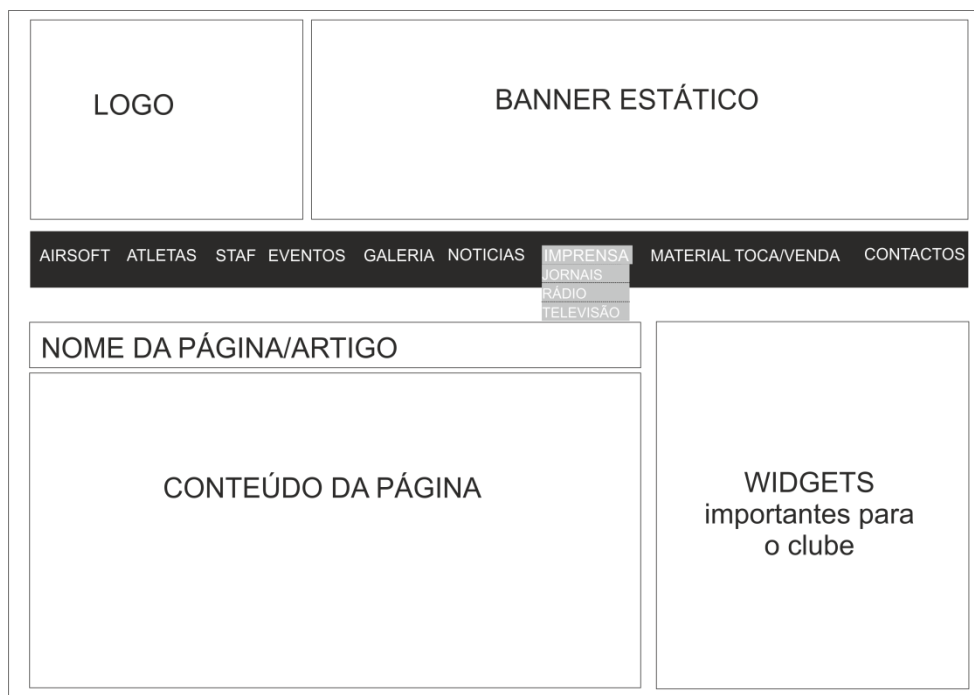 LOGO
BANNER ESTÁTICO
AIRSOFT ATLETAS STAF EVENTOS GALERIA NOTICIAS IMPRENSA MATERIAL TOCA/VENDA CONTACTOS
JORNAIS
RÁDIO
TELEVISÃO
NOME DA PÁGINA/ARTIGO
CONTEÚDO DA PÁGINA
WIDGETS
importantes para
o clube